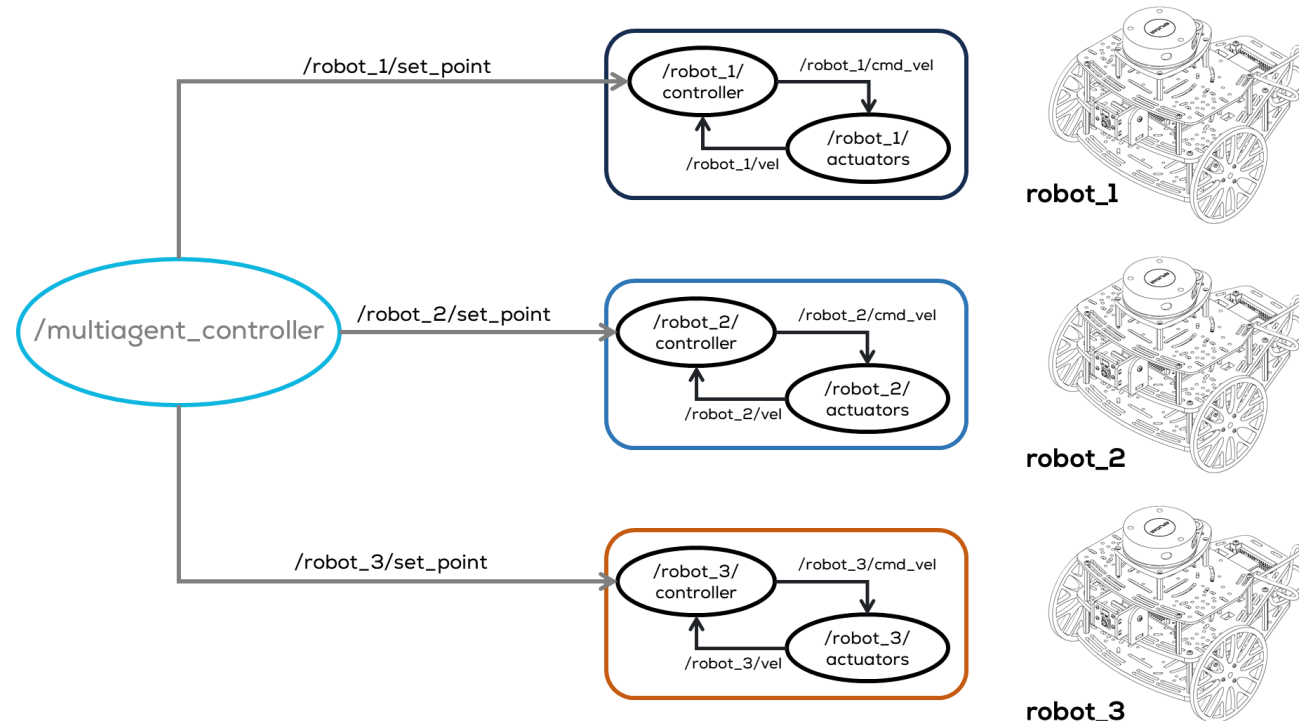 /robot_1/set_point
/robot_1/
controller
/robot_1/cmd_vel
/robot_1/vel
/robot_1/
actuators
robot_1
/multiagent_controller
/robot_2/set_point
/robot_2/
controller
/robot_2/cmd_vel
/robot_2/vel
/robot_2/
actuators
robot_2
/robot_3/set_point
/robot_3/
controller
/robot_3/cmd_vel
/robot_3/vel
/robot_3/
actuators
robot_3